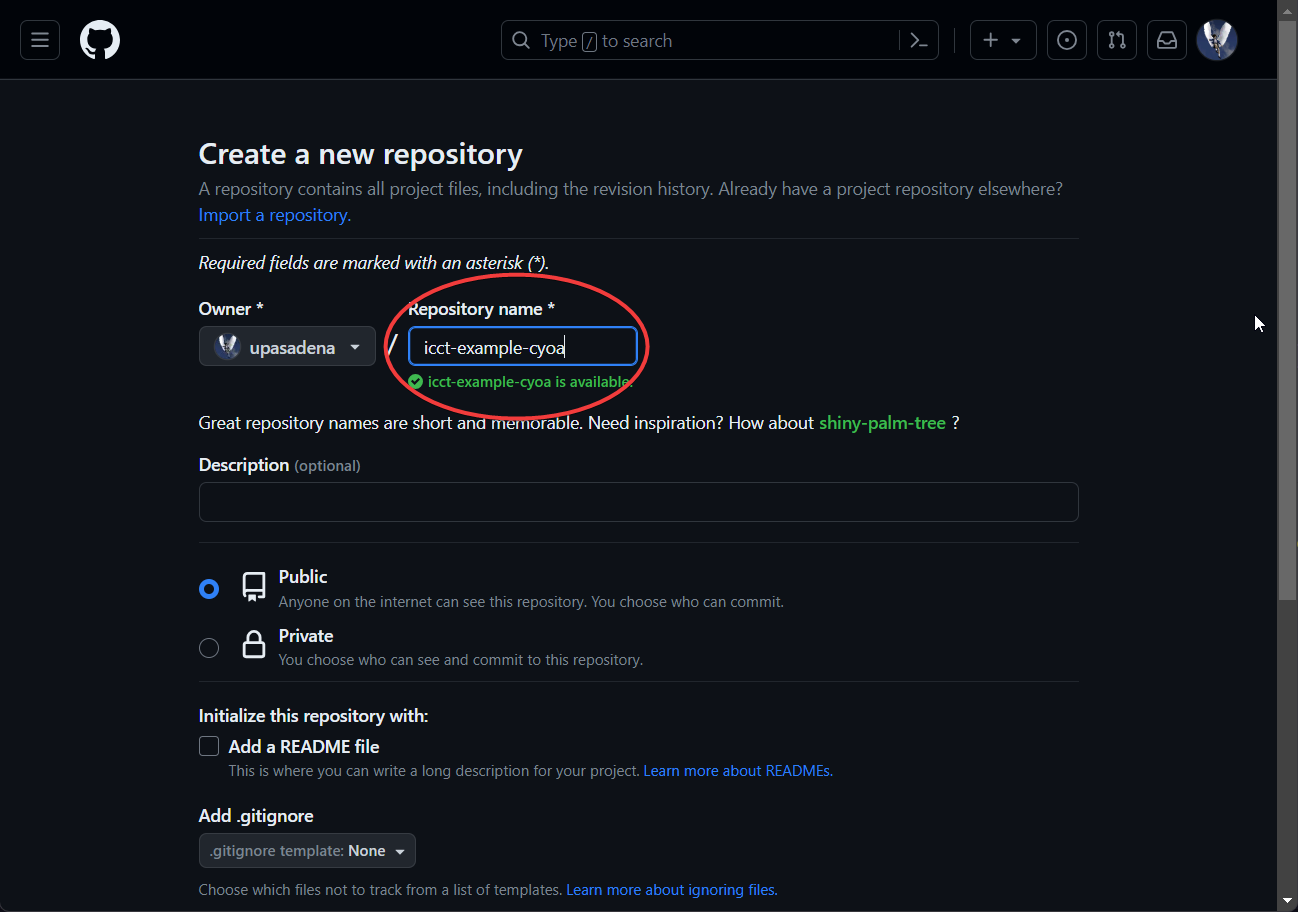 Type / to search
Create a new repository
A repository contains all project files, including the revision history. Already have a project repository elsewhere?
Import a repository.
Required fields are marked with an asterisk (*).
Owner * Repository name *
upasadena / icct-example-cyoa
icct-example-cyoa is available.
Great repository names are short and memorable. Need inspiration? How about shiny-palm-tree ?
Description (optional)
Public
Anyone on the internet can see this repository. You choose who can commit.
Private
You choose who can see and commit to this repository.
Initialize this repository with:
Add a README file
This is where you can write a long description for your project. Learn more about READMEs.
Add .gitignore
.gitignore template: None
Choose which files not to track from a list of templates. Learn more about ignoring files.